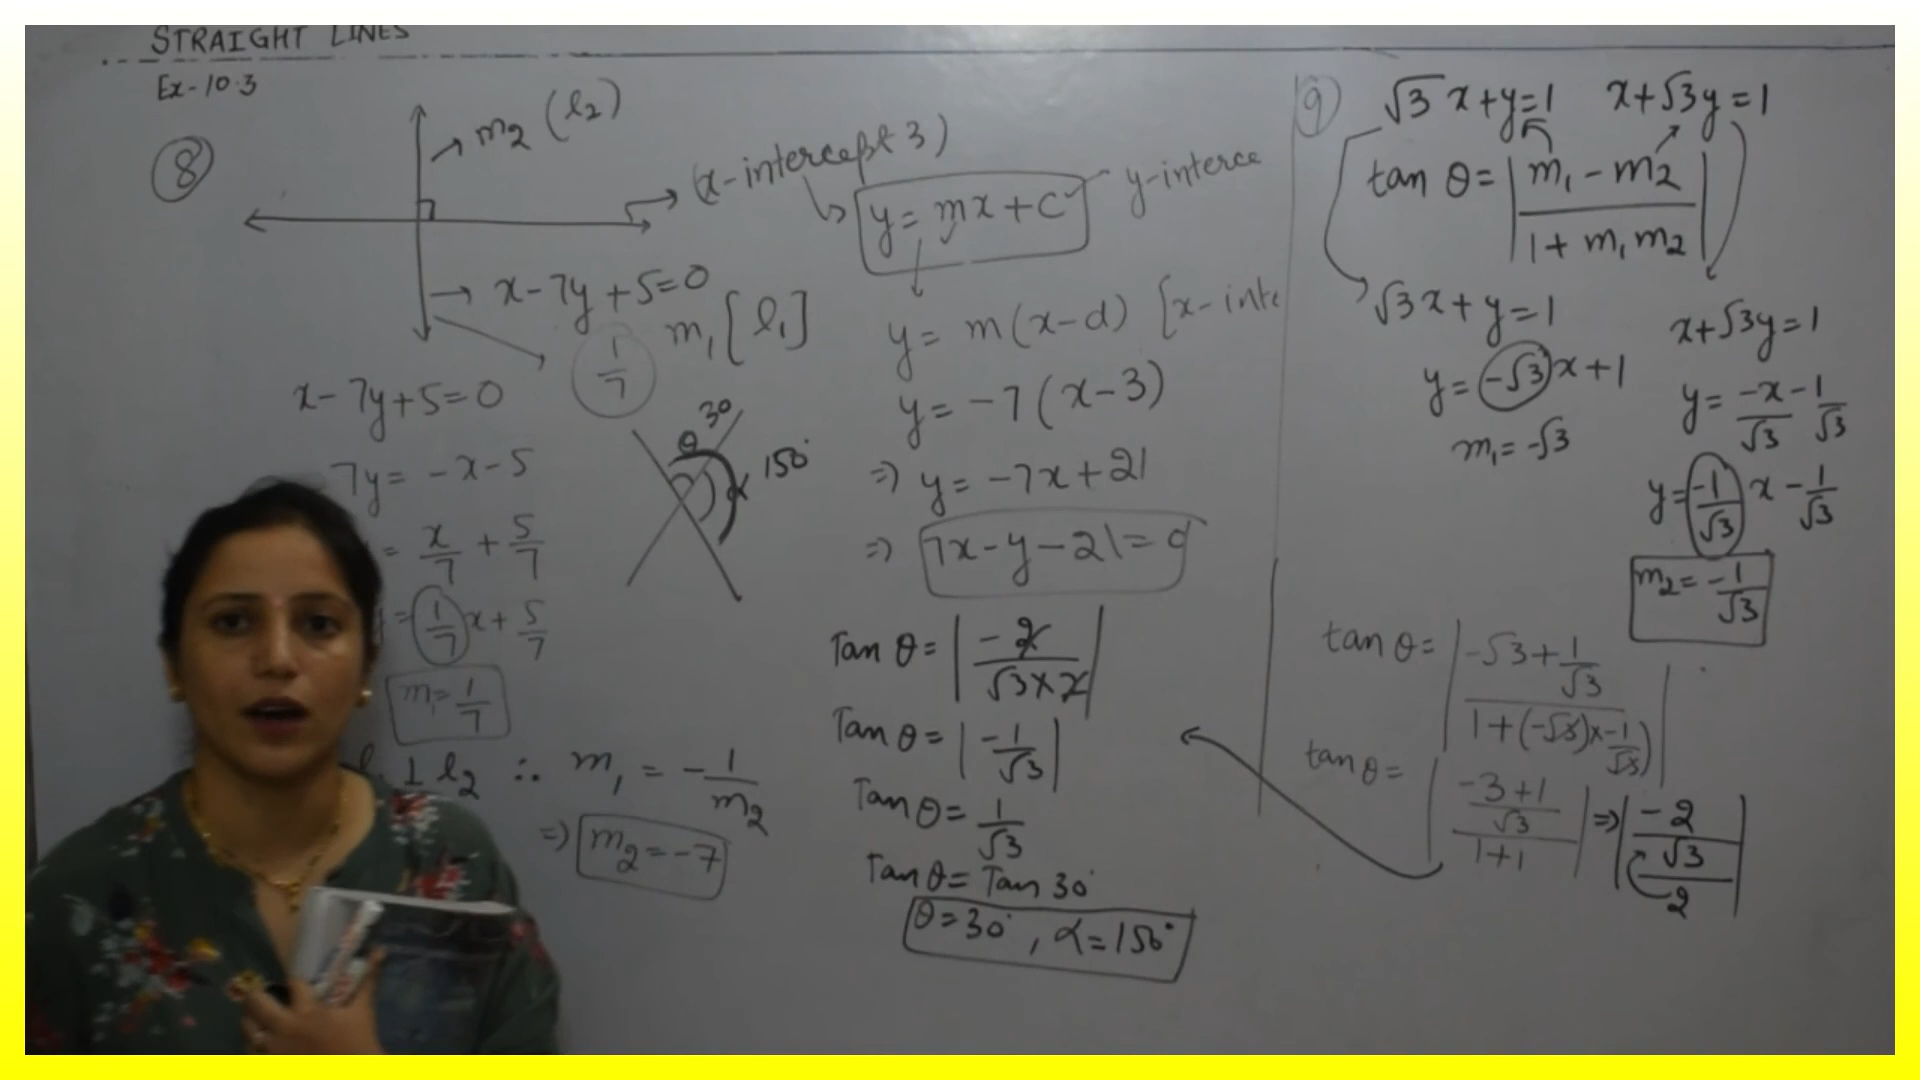 STRAIGHT LINES
Ex-10.3
8
m2 (l2)
(x-intercept 3)
y = mx + c
y-interce
x - 7y + 5 = 0
m1 [l1]
1/7
y = m(x-d) [x-inte
x - 7y + 5 = 0
y = -7(x-3)
7y = -x-5
=) y = -7x+21
= x/7 + 5/7
=) 7x-y-21=0
= 1/7 x + 5/7
m1 = 1/7
⊥ l2 ∴ m1 = -1/m2
=) m2 = -7
θ 30
α 150°
Tan θ = |-2/(√3×2)|
Tan θ = |-1/√3|
Tan θ = 1/√3
Tan θ = Tan 30°
θ = 30°, α = 150°
9 √3 x+y=1 x+√3y=1
tan θ = |(m1 - m2)/(1 + m1 m2)|
√3x + y = 1
y = -√3x+1
m1 = -√3
x+√3y=1
y = -x/√3 - 1/√3
y = -1/√3 x - 1/√3
m2 = -1/√3
tan θ = |(-√3 + 1/√3)/(1+(-√3)×-1/√3)|
tan θ = |((-3+1)/√3)/(1+1)| => |(-2/√3)/2|